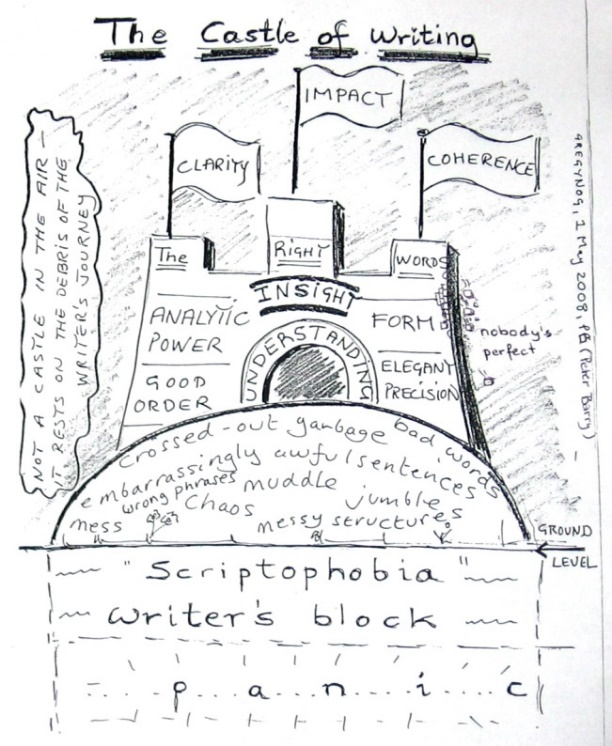 The Castle of writing
IMPACT
CLARITY
COHERENCE
The Right WORDS
INSIGHT
ANALYTIC
POWER
FORM
UNDERSTANDING
GOOD
ORDER
ELEGANT
PRECISION
nobody's
perfect
NOT A CASTLE IN THE AIR —
IT RESTS ON THE DEBRIS OF THE
WRITER'S JOURNEY
GREGYNOG, 1 May 2008, PB (Peter Barry) —
crossed-out garbage bad words
embarrassingly awful sentences
wrong phrases muddle jumbles
mess chaos messy structures
GROUND
LEVEL
"Scriptophobia"
writer's block
p...a...n...i...c